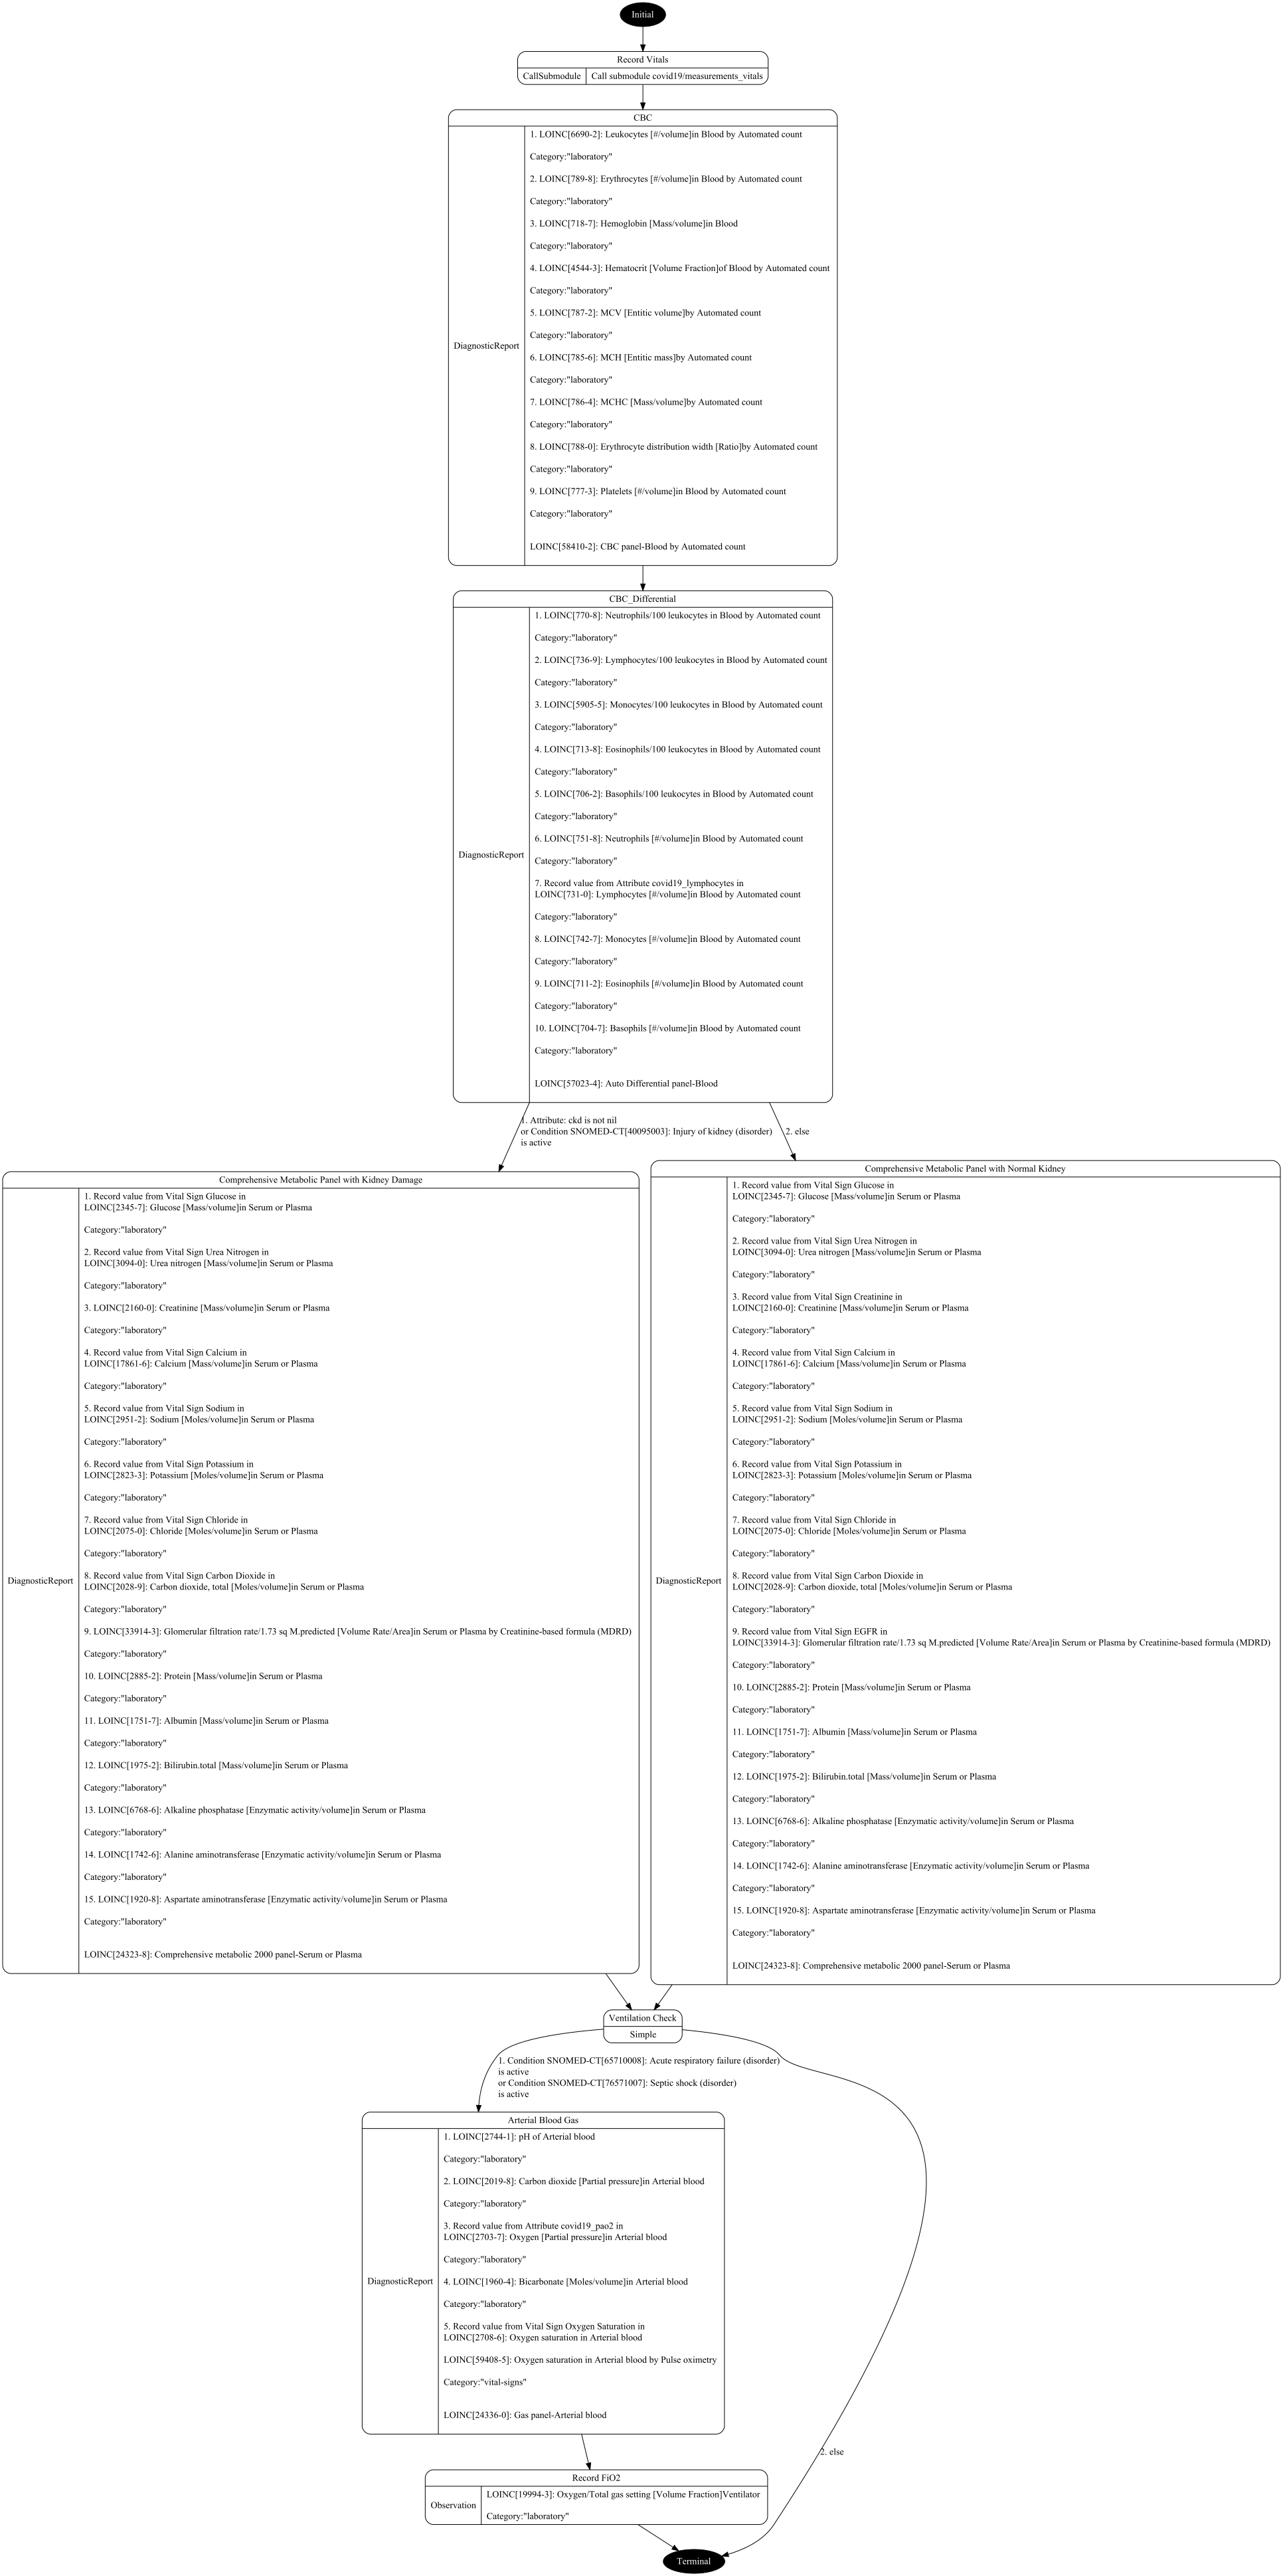 Initial
Record Vitals
CallSubmodule
Call submodule covid19/measurements_vitals
CBC
DiagnosticReport
1. LOINC[6690-2]: Leukocytes [#/volume]in Blood by Automated count
Category:"laboratory"
2. LOINC[789-8]: Erythrocytes [#/volume]in Blood by Automated count
Category:"laboratory"
3. LOINC[718-7]: Hemoglobin [Mass/volume]in Blood
Category:"laboratory"
4. LOINC[4544-3]: Hematocrit [Volume Fraction]of Blood by Automated count
Category:"laboratory"
5. LOINC[787-2]: MCV [Entitic volume]by Automated count
Category:"laboratory"
6. LOINC[785-6]: MCH [Entitic mass]by Automated count
Category:"laboratory"
7. LOINC[786-4]: MCHC [Mass/volume]by Automated count
Category:"laboratory"
8. LOINC[788-0]: Erythrocyte distribution width [Ratio]by Automated count
Category:"laboratory"
9. LOINC[777-3]: Platelets [#/volume]in Blood by Automated count
Category:"laboratory"
LOINC[58410-2]: CBC panel-Blood by Automated count
CBC_Differential
DiagnosticReport
1. LOINC[770-8]: Neutrophils/100 leukocytes in Blood by Automated count
Category:"laboratory"
2. LOINC[736-9]: Lymphocytes/100 leukocytes in Blood by Automated count
Category:"laboratory"
3. LOINC[5905-5]: Monocytes/100 leukocytes in Blood by Automated count
Category:"laboratory"
4. LOINC[713-8]: Eosinophils/100 leukocytes in Blood by Automated count
Category:"laboratory"
5. LOINC[706-2]: Basophils/100 leukocytes in Blood by Automated count
Category:"laboratory"
6. LOINC[751-8]: Neutrophils [#/volume]in Blood by Automated count
Category:"laboratory"
7. Record value from Attribute covid19_lymphocytes in
LOINC[731-0]: Lymphocytes [#/volume]in Blood by Automated count
Category:"laboratory"
8. LOINC[742-7]: Monocytes [#/volume]in Blood by Automated count
Category:"laboratory"
9. LOINC[711-2]: Eosinophils [#/volume]in Blood by Automated count
Category:"laboratory"
10. LOINC[704-7]: Basophils [#/volume]in Blood by Automated count
Category:"laboratory"
LOINC[57023-4]: Auto Differential panel-Blood
1. Attribute: ckd is not nil
or Condition SNOMED-CT[40095003]: Injury of kidney (disorder)
is active
2. else
Comprehensive Metabolic Panel with Kidney Damage
DiagnosticReport
1. Record value from Vital Sign Glucose in
LOINC[2345-7]: Glucose [Mass/volume]in Serum or Plasma
Category:"laboratory"
2. Record value from Vital Sign Urea Nitrogen in
LOINC[3094-0]: Urea nitrogen [Mass/volume]in Serum or Plasma
Category:"laboratory"
3. LOINC[2160-0]: Creatinine [Mass/volume]in Serum or Plasma
Category:"laboratory"
4. Record value from Vital Sign Calcium in
LOINC[17861-6]: Calcium [Mass/volume]in Serum or Plasma
Category:"laboratory"
5. Record value from Vital Sign Sodium in
LOINC[2951-2]: Sodium [Moles/volume]in Serum or Plasma
Category:"laboratory"
6. Record value from Vital Sign Potassium in
LOINC[2823-3]: Potassium [Moles/volume]in Serum or Plasma
Category:"laboratory"
7. Record value from Vital Sign Chloride in
LOINC[2075-0]: Chloride [Moles/volume]in Serum or Plasma
Category:"laboratory"
8. Record value from Vital Sign Carbon Dioxide in
LOINC[2028-9]: Carbon dioxide, total [Moles/volume]in Serum or Plasma
Category:"laboratory"
9. LOINC[33914-3]: Glomerular filtration rate/1.73 sq M.predicted [Volume Rate/Area]in Serum or Plasma by Creatinine-based formula (MDRD)
Category:"laboratory"
10. LOINC[2885-2]: Protein [Mass/volume]in Serum or Plasma
Category:"laboratory"
11. LOINC[1751-7]: Albumin [Mass/volume]in Serum or Plasma
Category:"laboratory"
12. LOINC[1975-2]: Bilirubin.total [Mass/volume]in Serum or Plasma
Category:"laboratory"
13. LOINC[6768-6]: Alkaline phosphatase [Enzymatic activity/volume]in Serum or Plasma
Category:"laboratory"
14. LOINC[1742-6]: Alanine aminotransferase [Enzymatic activity/volume]in Serum or Plasma
Category:"laboratory"
15. LOINC[1920-8]: Aspartate aminotransferase [Enzymatic activity/volume]in Serum or Plasma
Category:"laboratory"
LOINC[24323-8]: Comprehensive metabolic 2000 panel-Serum or Plasma
Comprehensive Metabolic Panel with Normal Kidney
DiagnosticReport
1. Record value from Vital Sign Glucose in
LOINC[2345-7]: Glucose [Mass/volume]in Serum or Plasma
Category:"laboratory"
2. Record value from Vital Sign Urea Nitrogen in
LOINC[3094-0]: Urea nitrogen [Mass/volume]in Serum or Plasma
Category:"laboratory"
3. Record value from Vital Sign Creatinine in
LOINC[2160-0]: Creatinine [Mass/volume]in Serum or Plasma
Category:"laboratory"
4. Record value from Vital Sign Calcium in
LOINC[17861-6]: Calcium [Mass/volume]in Serum or Plasma
Category:"laboratory"
5. Record value from Vital Sign Sodium in
LOINC[2951-2]: Sodium [Moles/volume]in Serum or Plasma
Category:"laboratory"
6. Record value from Vital Sign Potassium in
LOINC[2823-3]: Potassium [Moles/volume]in Serum or Plasma
Category:"laboratory"
7. Record value from Vital Sign Chloride in
LOINC[2075-0]: Chloride [Moles/volume]in Serum or Plasma
Category:"laboratory"
8. Record value from Vital Sign Carbon Dioxide in
LOINC[2028-9]: Carbon dioxide, total [Moles/volume]in Serum or Plasma
Category:"laboratory"
9. Record value from Vital Sign EGFR in
LOINC[33914-3]: Glomerular filtration rate/1.73 sq M.predicted [Volume Rate/Area]in Serum or Plasma by Creatinine-based formula (MDRD)
Category:"laboratory"
10. LOINC[2885-2]: Protein [Mass/volume]in Serum or Plasma
Category:"laboratory"
11. LOINC[1751-7]: Albumin [Mass/volume]in Serum or Plasma
Category:"laboratory"
12. LOINC[1975-2]: Bilirubin.total [Mass/volume]in Serum or Plasma
Category:"laboratory"
13. LOINC[6768-6]: Alkaline phosphatase [Enzymatic activity/volume]in Serum or Plasma
Category:"laboratory"
14. LOINC[1742-6]: Alanine aminotransferase [Enzymatic activity/volume]in Serum or Plasma
Category:"laboratory"
15. LOINC[1920-8]: Aspartate aminotransferase [Enzymatic activity/volume]in Serum or Plasma
Category:"laboratory"
LOINC[24323-8]: Comprehensive metabolic 2000 panel-Serum or Plasma
Ventilation Check
Simple
1. Condition SNOMED-CT[65710008]: Acute respiratory failure (disorder)
is active
or Condition SNOMED-CT[76571007]: Septic shock (disorder)
is active
Arterial Blood Gas
DiagnosticReport
1. LOINC[2744-1]: pH of Arterial blood
Category:"laboratory"
2. LOINC[2019-8]: Carbon dioxide [Partial pressure]in Arterial blood
Category:"laboratory"
3. Record value from Attribute covid19_pao2 in
LOINC[2703-7]: Oxygen [Partial pressure]in Arterial blood
Category:"laboratory"
4. LOINC[1960-4]: Bicarbonate [Moles/volume]in Arterial blood
Category:"laboratory"
5. Record value from Vital Sign Oxygen Saturation in
LOINC[2708-6]: Oxygen saturation in Arterial blood
LOINC[59408-5]: Oxygen saturation in Arterial blood by Pulse oximetry
Category:"vital-signs"
LOINC[24336-0]: Gas panel-Arterial blood
2. else
Record FiO2
Observation
LOINC[19994-3]: Oxygen/Total gas setting [Volume Fraction]Ventilator
Category:"laboratory"
Terminal